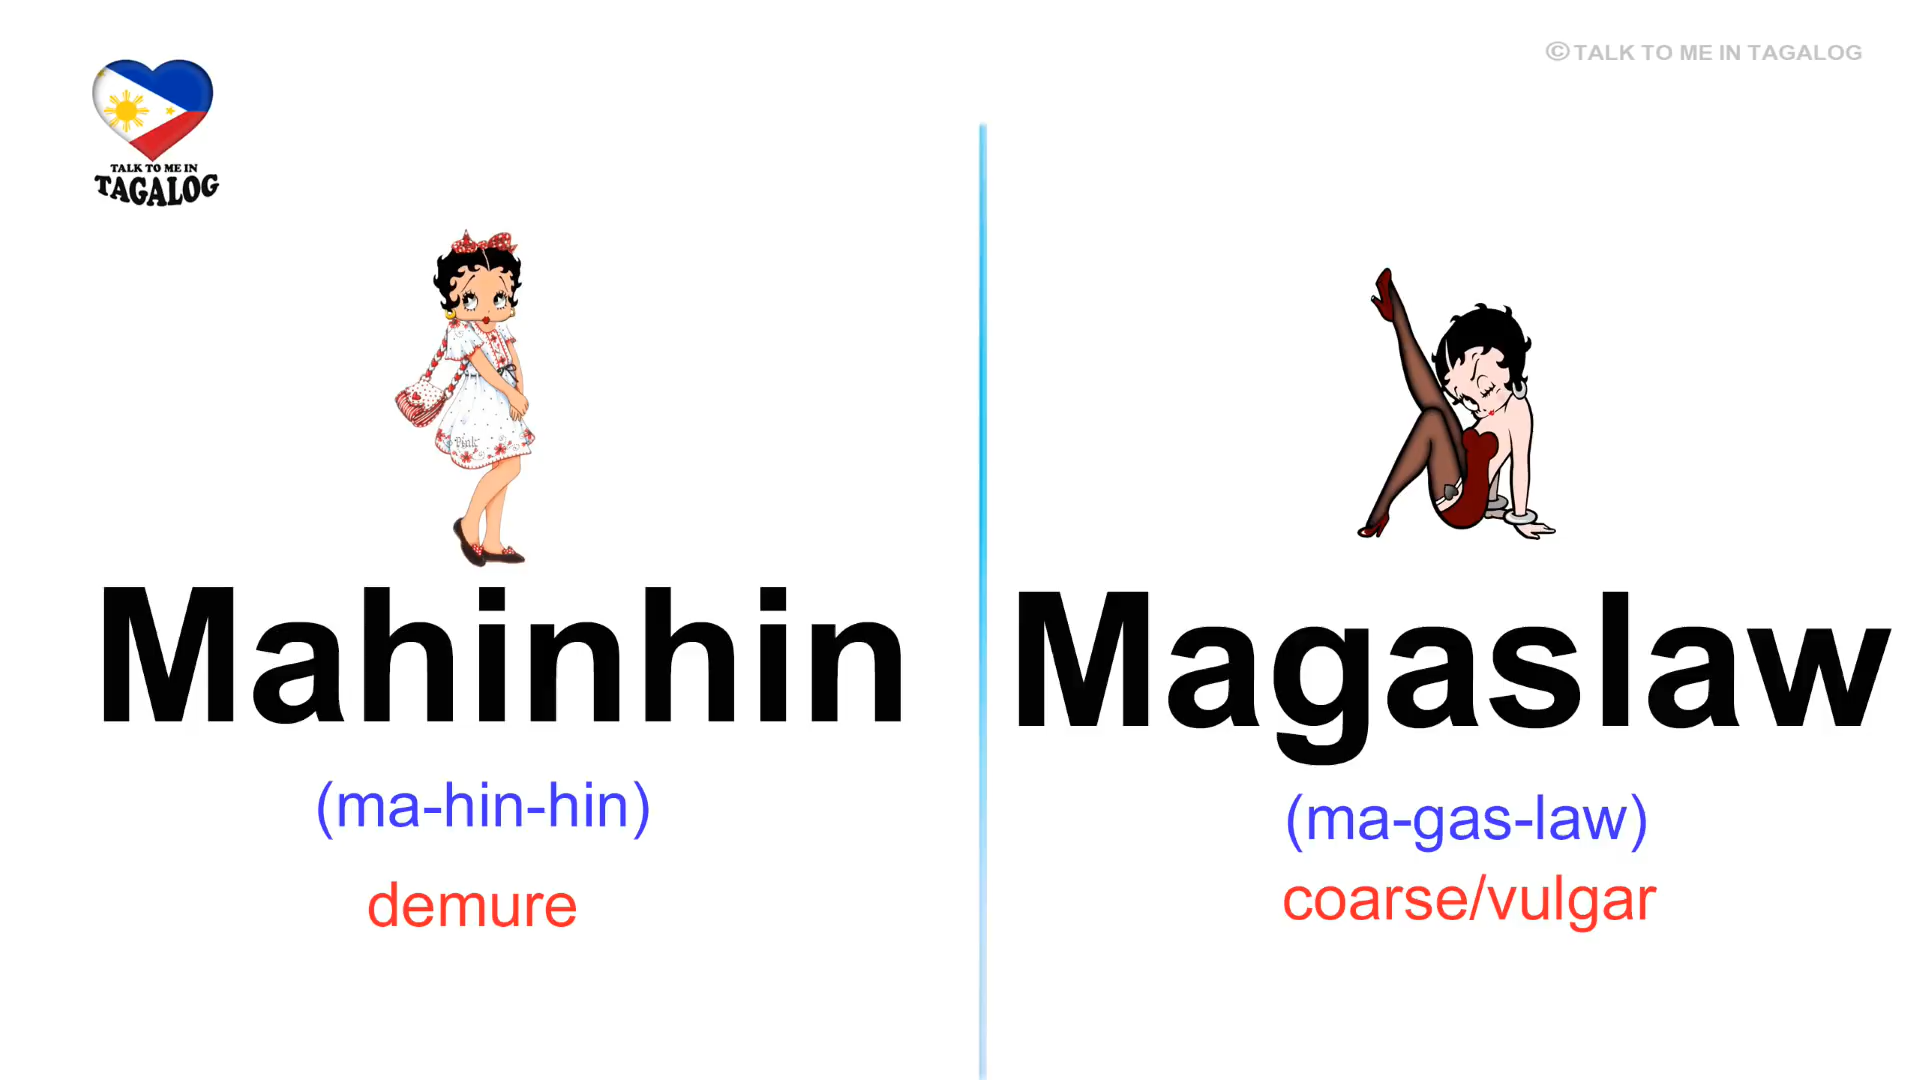 ©TALK TO ME IN TAGALOG
TALK TO ME IN
TAGALOG
Mahinhin
(ma-hin-hin)
demure
Magaslaw
(ma-gas-law)
coarse/vulgar